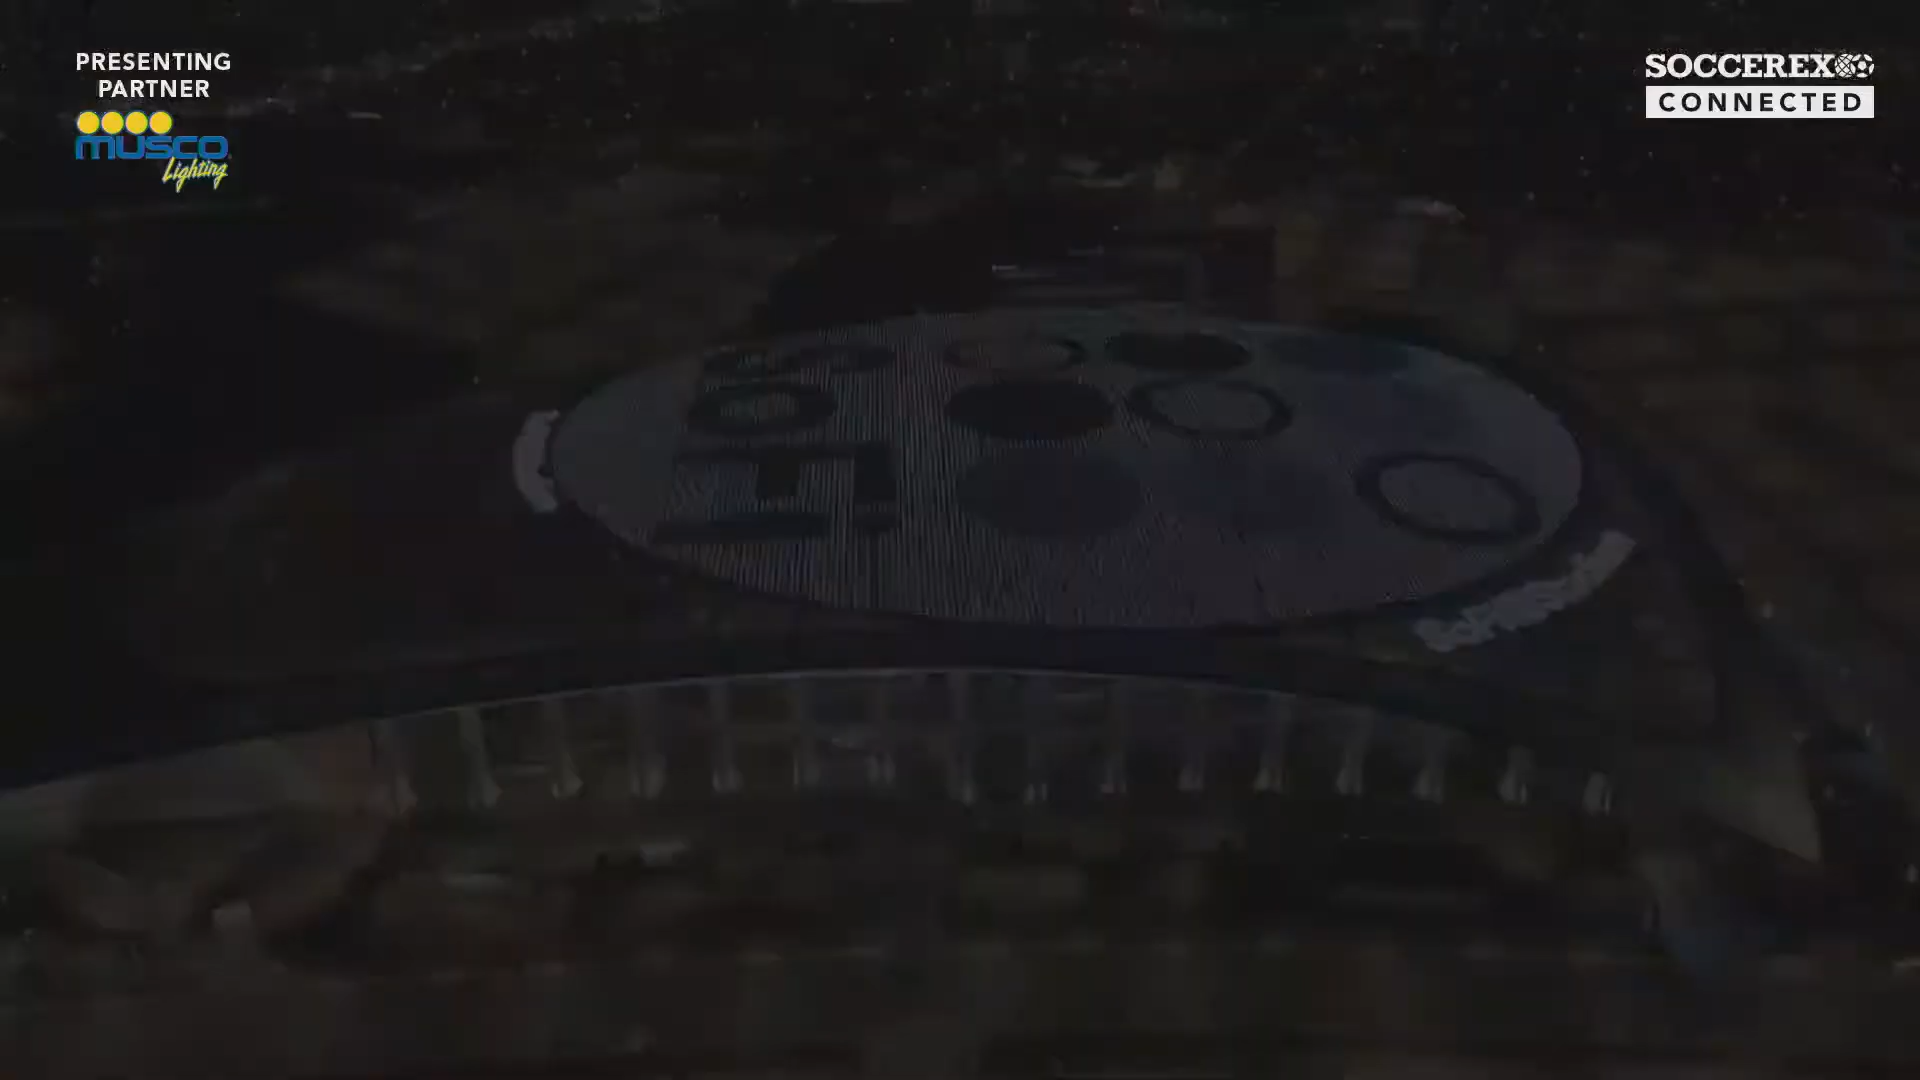 PRESENTING
PARTNER
musco
Lighting
SOCCEREX
CONNECTED